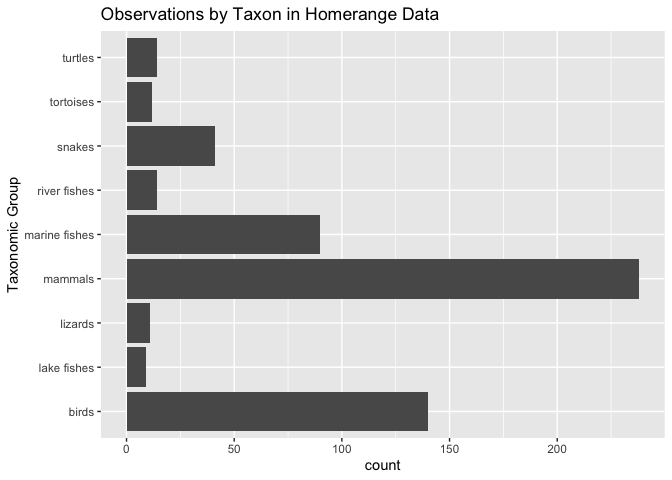 Observations by Taxon in Homerange Data
Taxonomic Group
turtles
tortoises
snakes
river fishes
marine fishes
mammals
lizards
lake fishes
birds
0 50 100 150 200
count